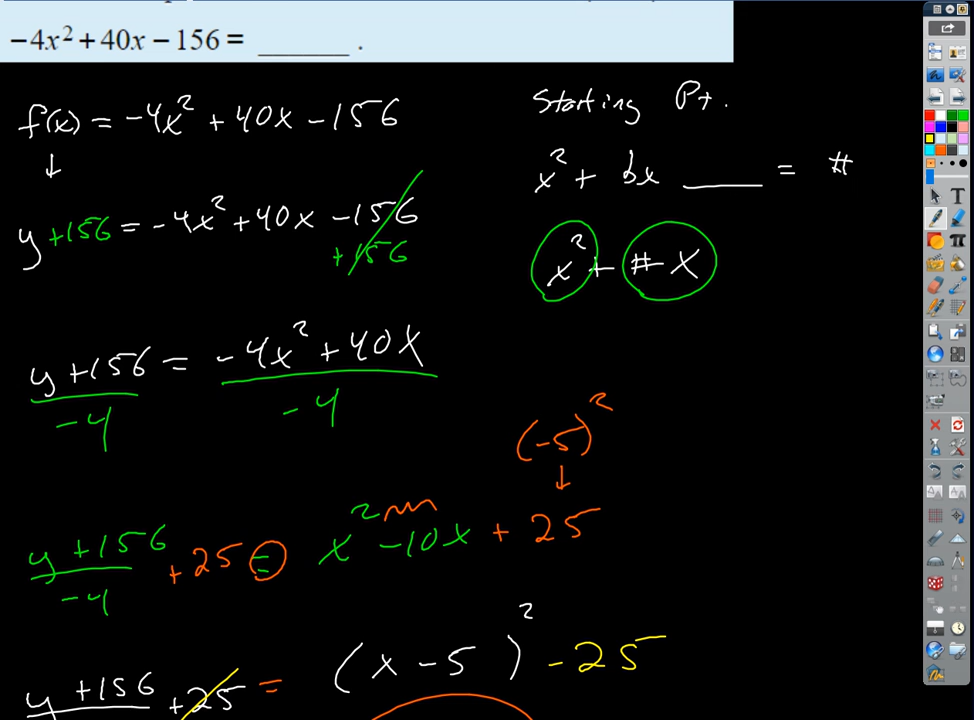 −4x² + 40x − 156 = ______ .
f(x) = -4x² + 40x - 156
↓
y +156 = -4x² + 40x - 156
+156
y + 156 = -4x² + 40x
-4 -4
(-5)²
↓
y + 156 + 25 = x² - 10x + 25
-4
y + 156 + 25 = (x - 5)² - 25
Starting Pt.
x² + bx ____ = #
x² + # x